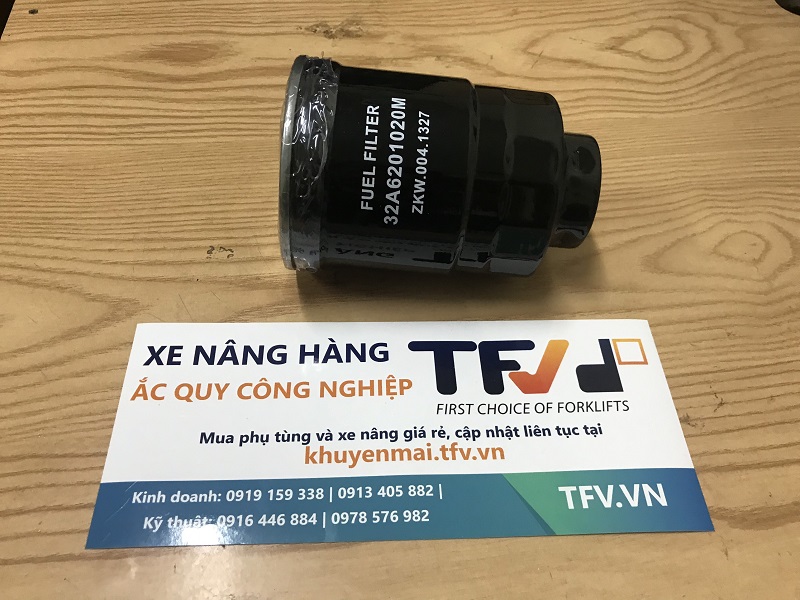 FUEL FILTER
32A6201020M
ZKW.004.1327
XE NÂNG HÀNG
ẮC QUY CÔNG NGHIỆP
TFV
FIRST CHOICE OF FORKLIFTS
Mua phụ tùng và xe nâng giá rẻ, cập nhật liên tục tại
khuyenmai.tfv.vn
Kinh doanh: 0919 159 338 | 0913 405 882 |
Kỹ thuật: 0916 446 884 | 0978 576 982
TFV.VN